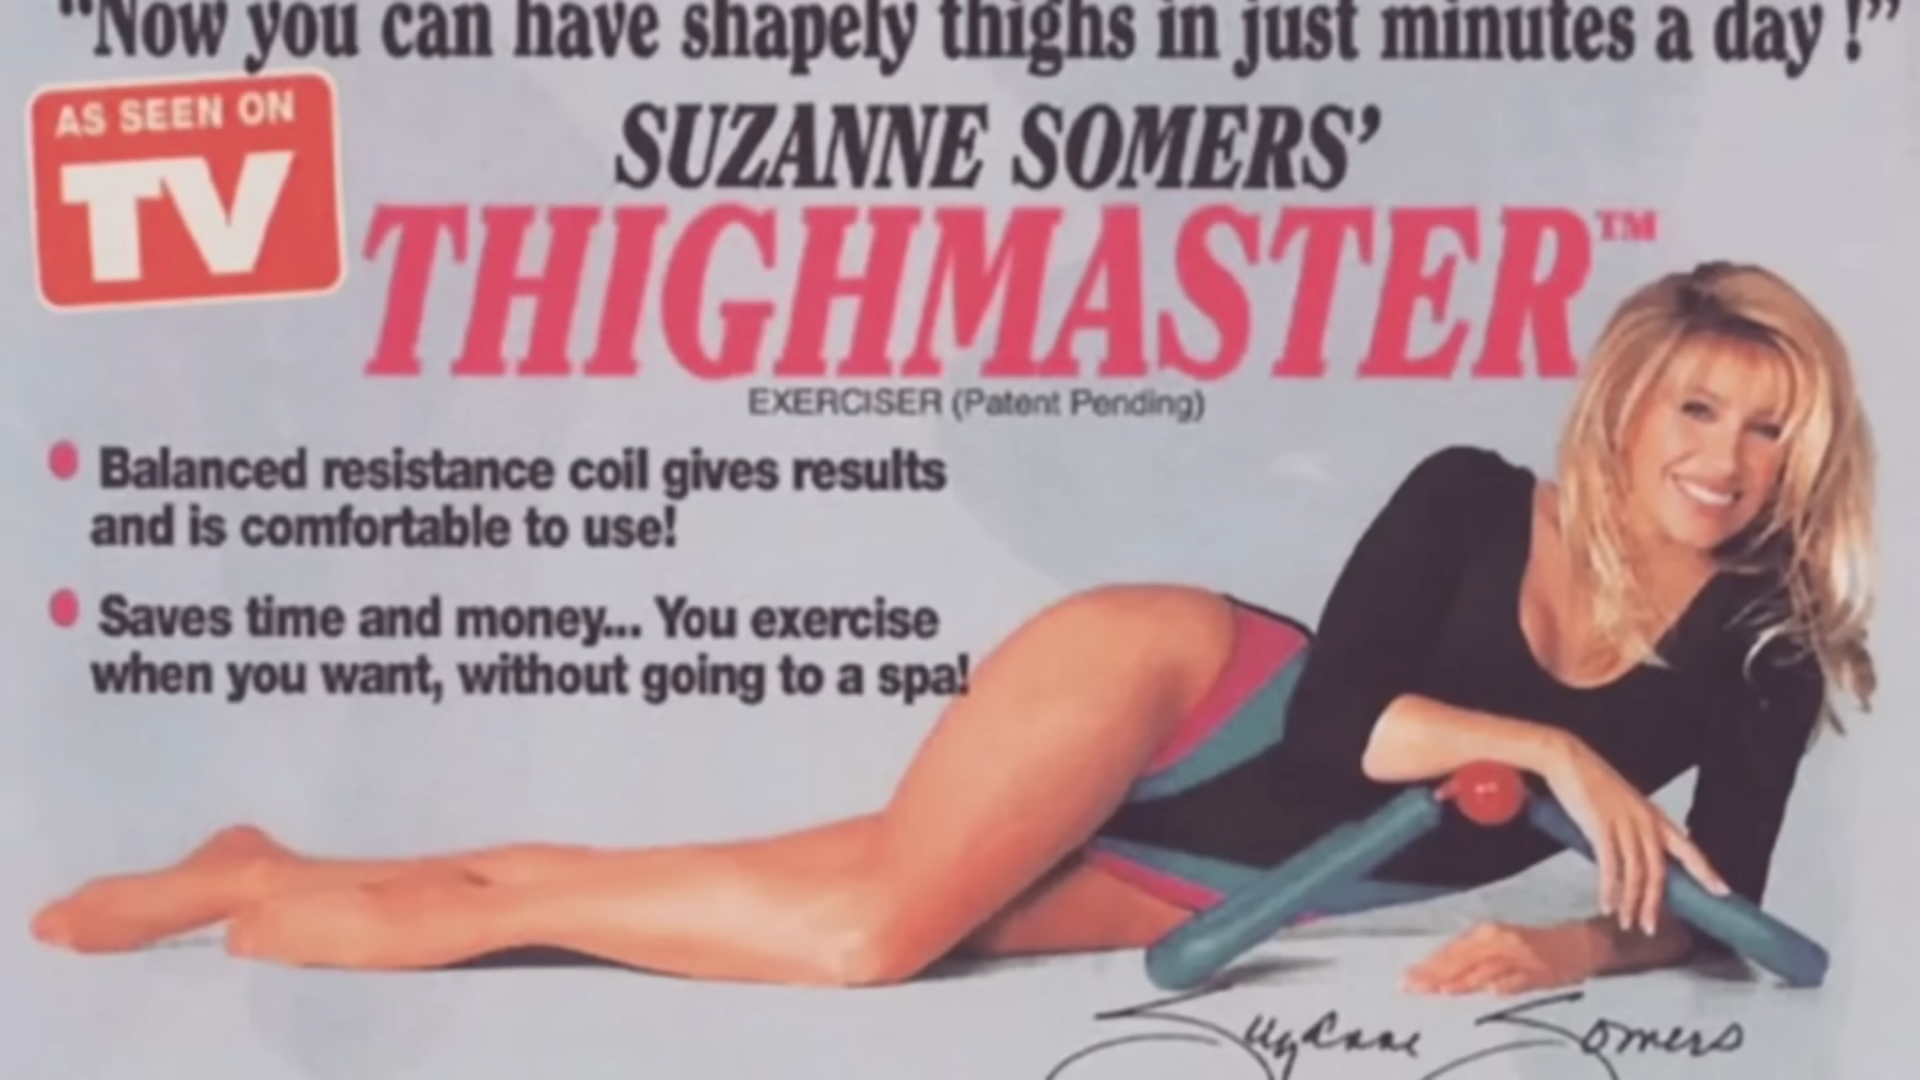 “Now you can have shapely thighs in just minutes a day !”
AS SEEN ON
TV
SUZANNE SOMERS’
THIGHMASTER™
EXERCISER (Patent Pending)
• Balanced resistance coil gives results
and is comfortable to use!
• Saves time and money... You exercise
when you want, without going to a spa!
Suzanne Somers